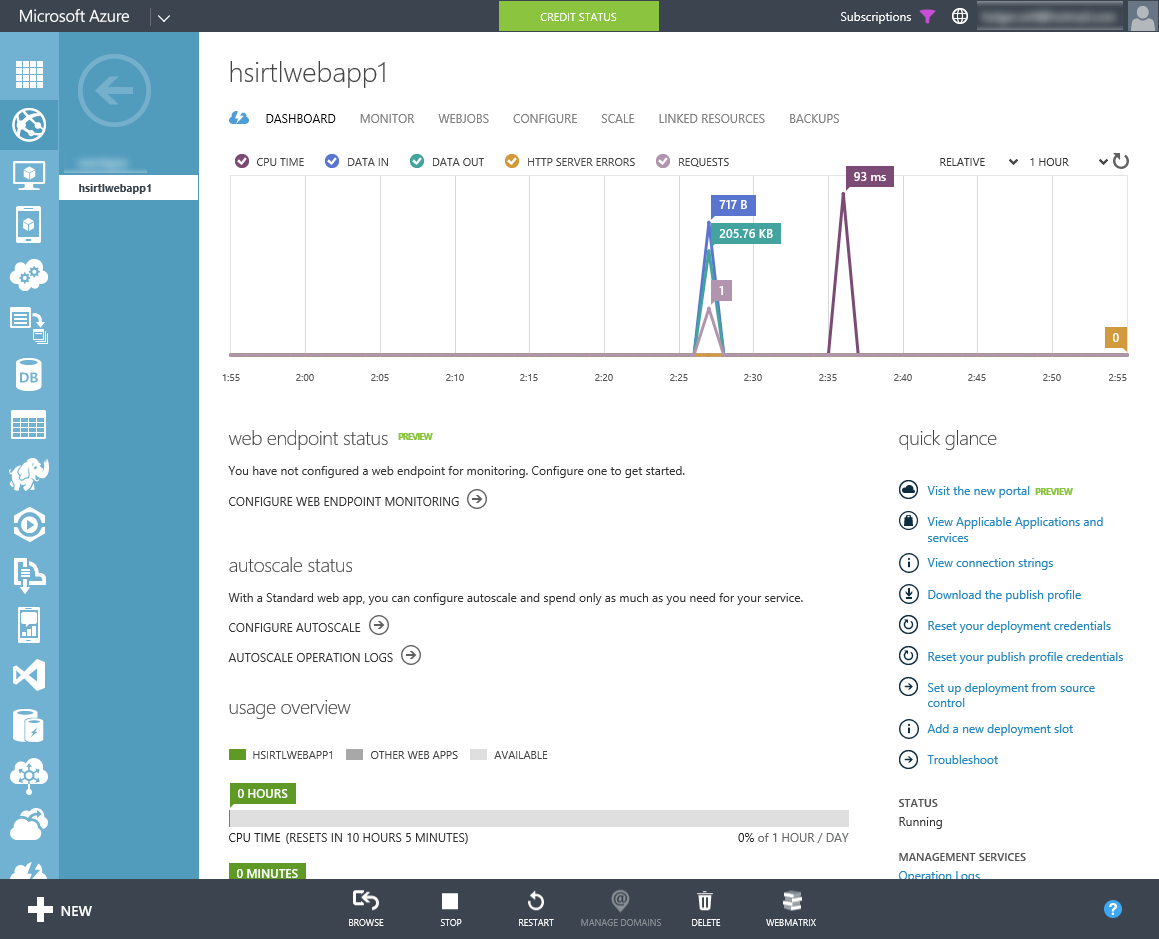 Microsoft Azure
CREDIT STATUS
Subscriptions
hsirtlwebapp1
hsirtlwebapp1
DASHBOARD MONITOR WEBJOBS CONFIGURE SCALE LINKED RESOURCES BACKUPS
CPU TIME DATA IN DATA OUT HTTP SERVER ERRORS REQUESTS RELATIVE 1 HOUR
93 ms
717 B
205.76 KB
1
0
1:55 2:00 2:05 2:10 2:15 2:20 2:25 2:30 2:35 2:40 2:45 2:50 2:55
web endpoint status PREVIEW
You have not configured a web endpoint for monitoring. Configure one to get started.
CONFIGURE WEB ENDPOINT MONITORING
autoscale status
With a Standard web app, you can configure autoscale and spend only as much as you need for your service.
CONFIGURE AUTOSCALE
AUTOSCALE OPERATION LOGS
usage overview
HSIRTLWEBAPP1 OTHER WEB APPS AVAILABLE
0 HOURS
CPU TIME (RESETS IN 10 HOURS 5 MINUTES) 0% of 1 HOUR / DAY
0 MINUTES
quick glance
Visit the new portal PREVIEW
View Applicable Applications and
services
View connection strings
Download the publish profile
Reset your deployment credentials
Reset your publish profile credentials
Set up deployment from source
control
Add a new deployment slot
Troubleshoot
STATUS
Running
MANAGEMENT SERVICES
Operation Logs
DB
NEW
BROWSE STOP RESTART MANAGE DOMAINS DELETE WEBMATRIX
?